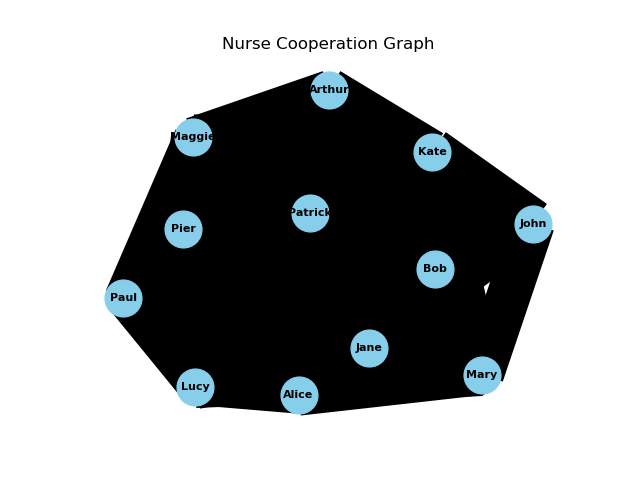 Nurse Cooperation Graph
Arthur
Maggie
Kate
Patrick
John
Pier
Bob
Paul
Jane
Mary
Lucy
Alice